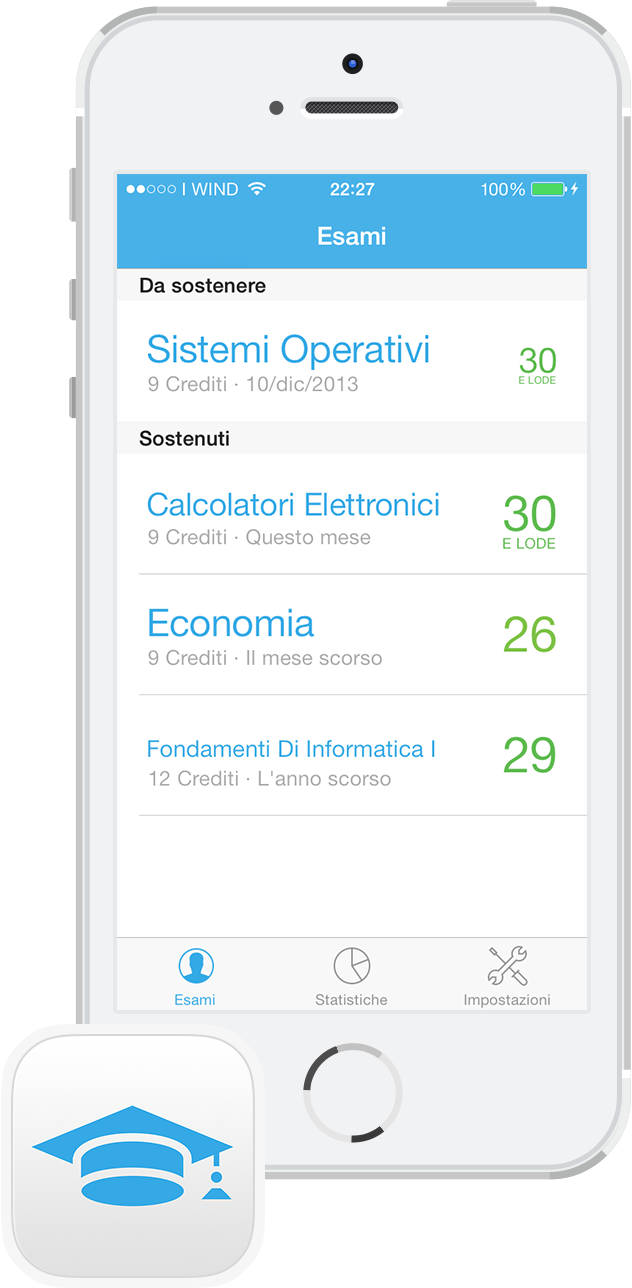 I WIND 22:27 100%
Esami
Da sostenere
Sistemi Operativi 30
9 Crediti · 10/dic/2013 E LODE
Sostenuti
Calcolatori Elettronici 30
9 Crediti · Questo mese E LODE
Economia 26
9 Crediti · Il mese scorso
Fondamenti Di Informatica I 29
12 Crediti · L'anno scorso
Esami Statistiche Impostazioni